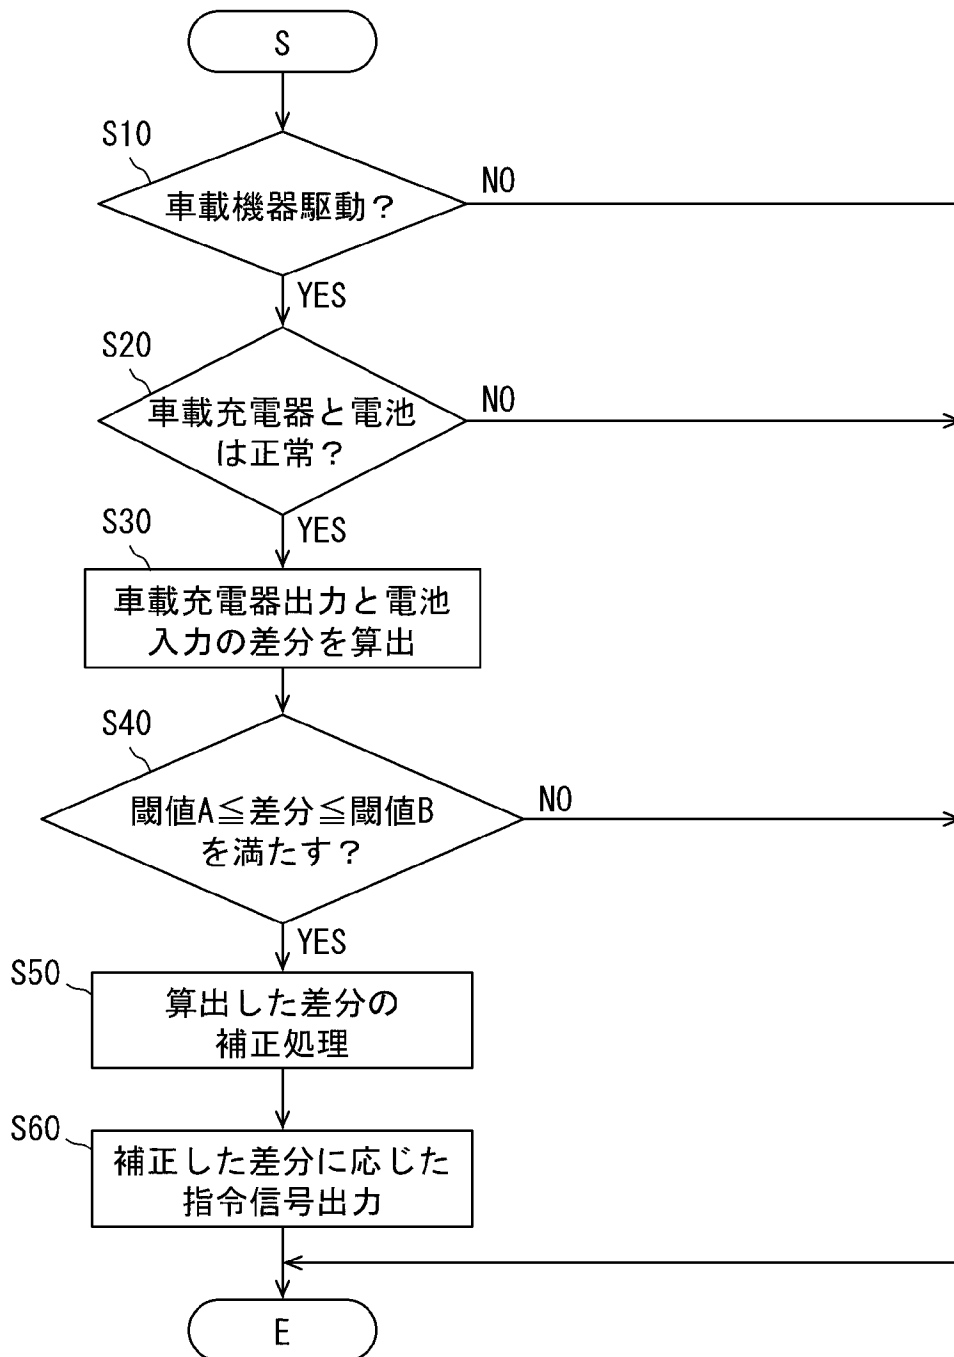 S
S10
車載機器駆動？
NO
YES
S20
車載充電器と電池
は正常？
NO
YES
S30
車載充電器出力と電池
入力の差分を算出
S40
閾値A≦差分≦閾値B
を満たす？
NO
YES
S50
算出した差分の
補正処理
S60
補正した差分に応じた
指令信号出力
E